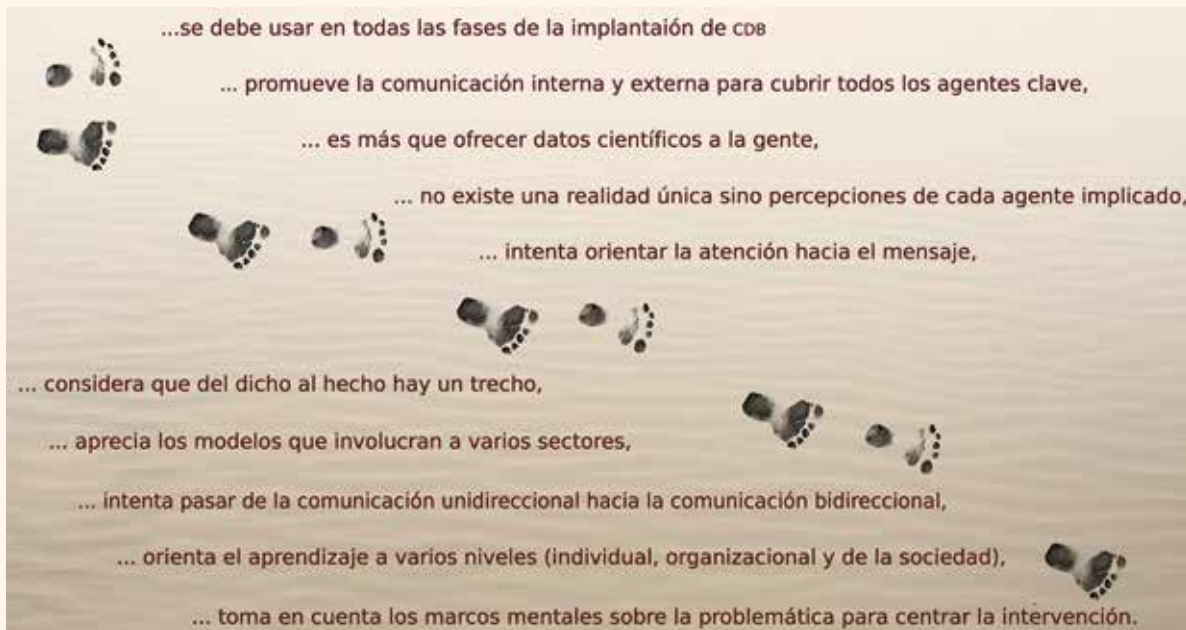 ...se debe usar en todas las fases de la implantaión de CDB
... promueve la comunicación interna y externa para cubrir todos los agentes clave,
... es más que ofrecer datos científicos a la gente,
... no existe una realidad única sino percepciones de cada agente implicado,
... intenta orientar la atención hacia el mensaje,
... considera que del dicho al hecho hay un trecho,
... aprecia los modelos que involucran a varios sectores,
... intenta pasar de la comunicación unidireccional hacia la comunicación bidireccional,
... orienta el aprendizaje a varios niveles (individual, organizacional y de la sociedad),
... toma en cuenta los marcos mentales sobre la problemática para centrar la intervención.